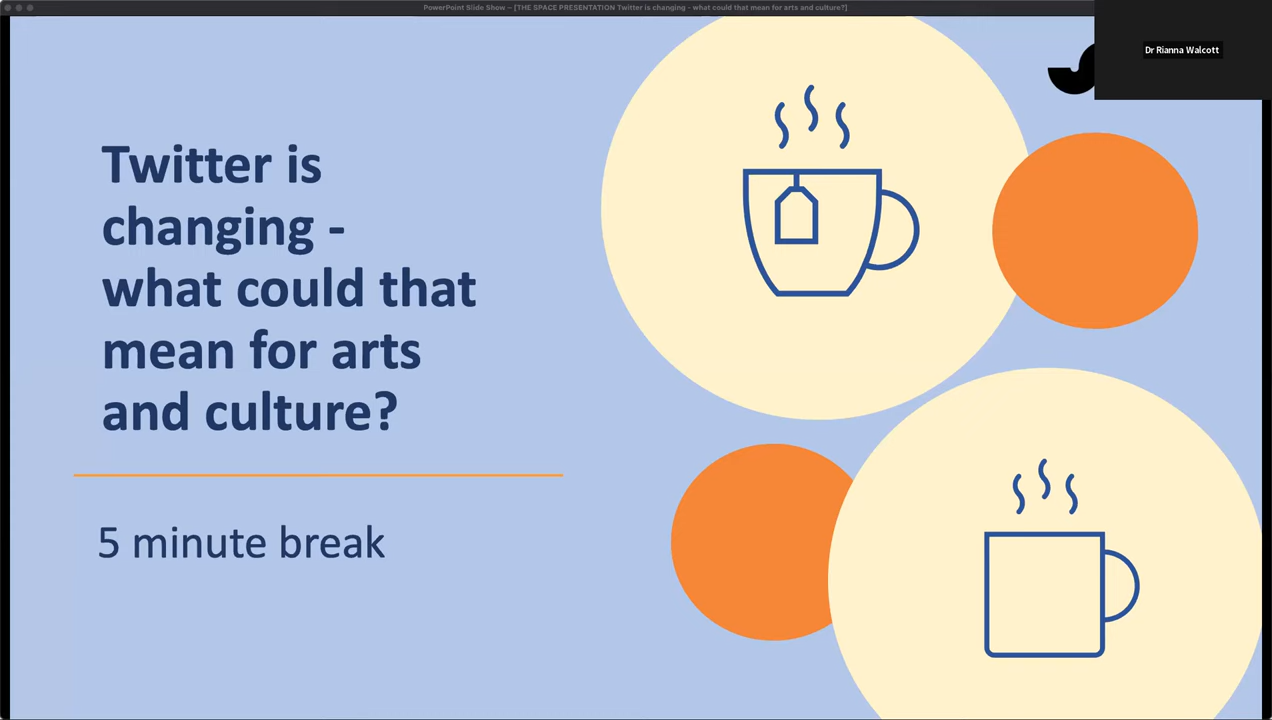 PowerPoint Slide Show - [THE SPACE PRESENTATION Twitter is changing - what could that mean for arts and culture?]
Dr Rianna Walcott
Twitter is
changing -
what could that
mean for arts
and culture?
5 minute break